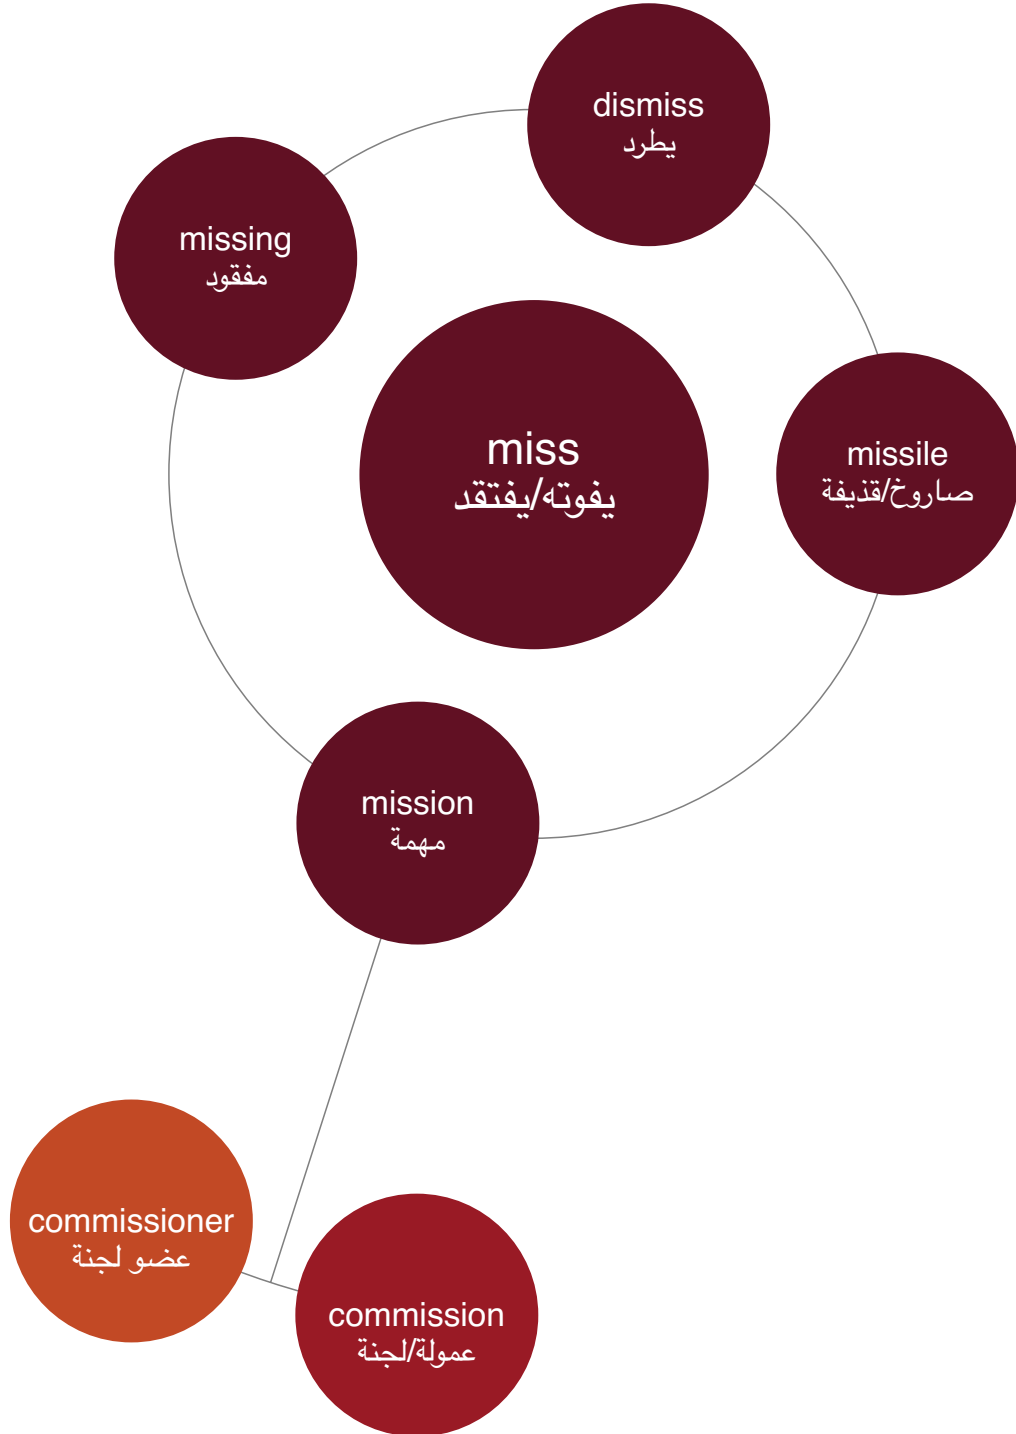 dismiss
يطرد
missing
مفقود
miss
يفوته/يفتقد
missile
صاروخ/قذيفة
mission
مهمة
commissioner
عضو لجنة
commission
عمولة/لجنة